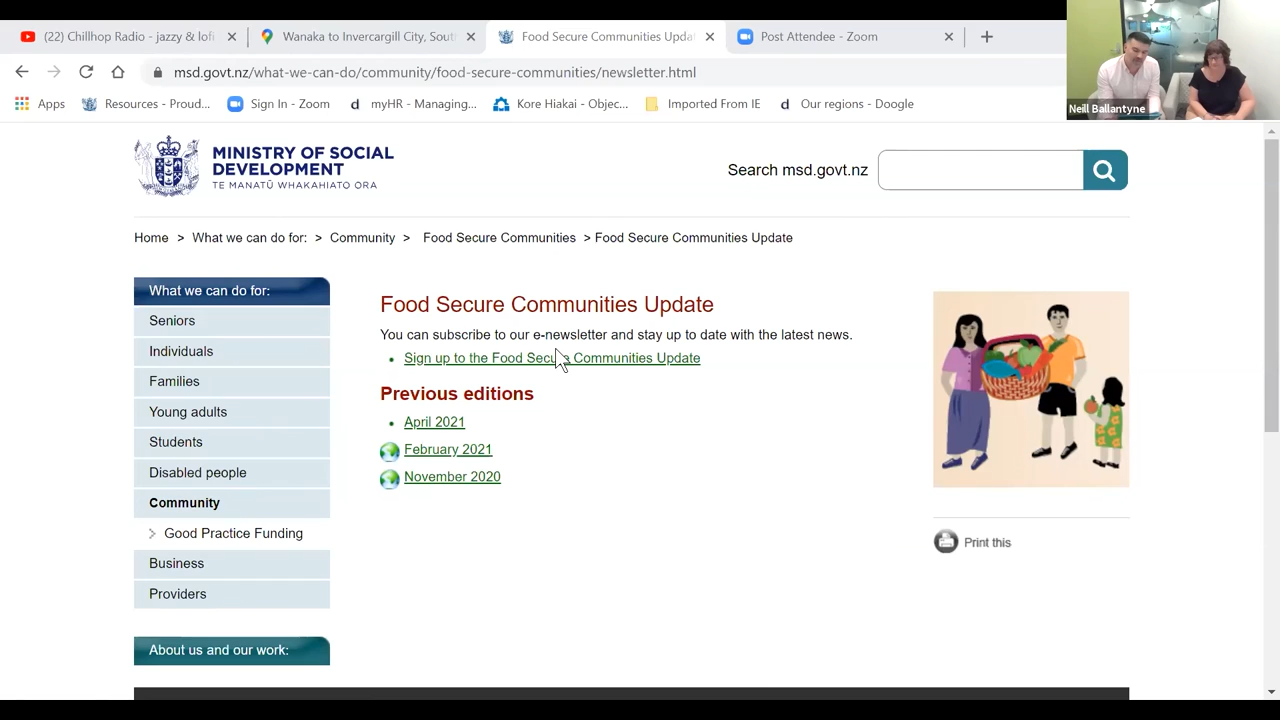 (22) Chillhop Radio - jazzy & lofi
Wanaka to Invercargill City, Sout
Food Secure Communities Updat
Post Attendee - Zoom
msd.govt.nz/what-we-can-do/community/food-secure-communities/newsletter.html
Apps
Resources - Proud...
Sign In - Zoom
myHR - Managing...
Kore Hiakai - Objec...
Imported From IE
Our regions - Google
Neill Ballantyne
MINISTRY OF SOCIAL
DEVELOPMENT
TE MANATŪ WHAKAHIATO ORA
Search msd.govt.nz
Home > What we can do for: > Community > Food Secure Communities > Food Secure Communities Update
What we can do for:
Seniors
Individuals
Families
Young adults
Students
Disabled people
Community
Good Practice Funding
Business
Providers
About us and our work:
Food Secure Communities Update
You can subscribe to our e-newsletter and stay up to date with the latest news.
Sign up to the Food Secure Communities Update
Previous editions
April 2021
February 2021
November 2020
Print this